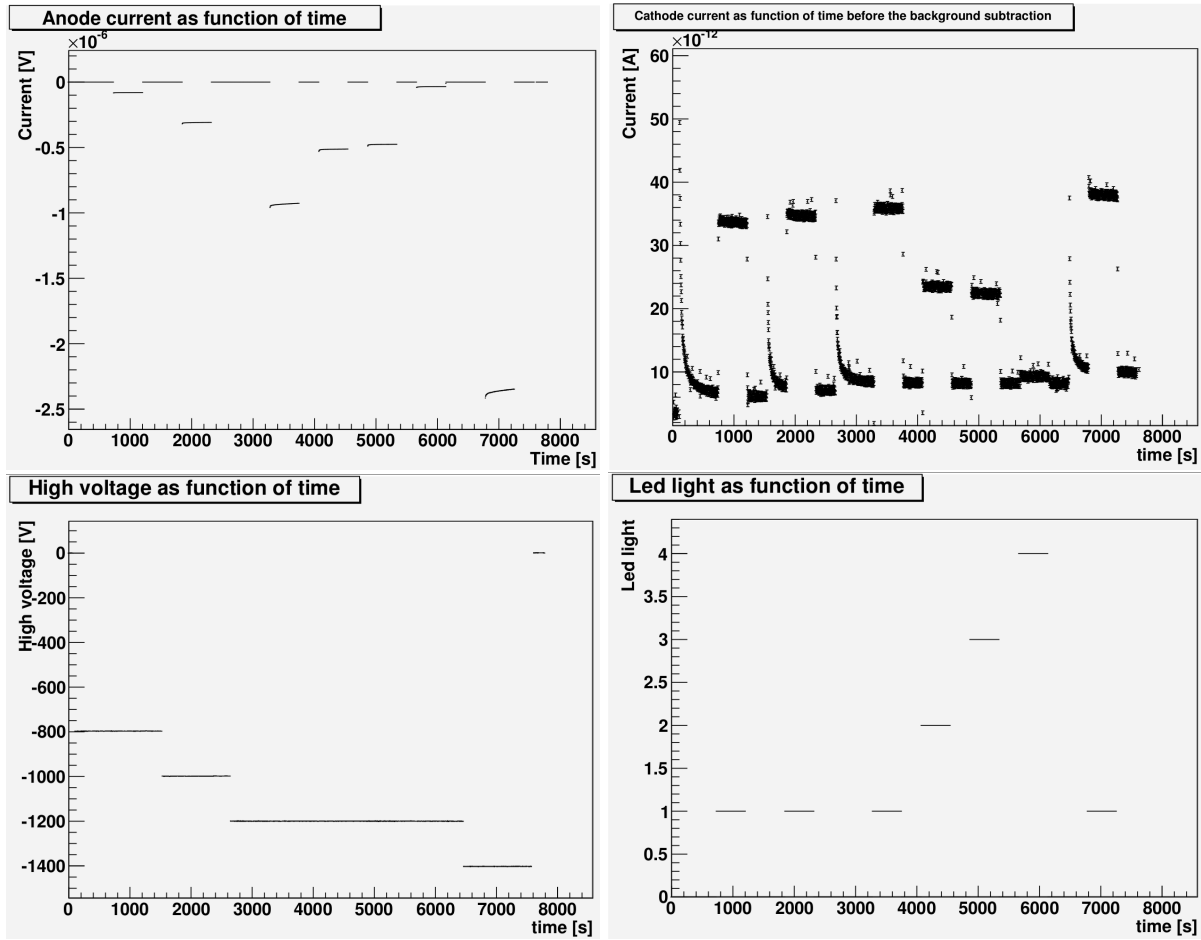 Anode current as function of time
×10⁻⁶
Current [V]
0
-0.5
-1
-1.5
-2
-2.5
0 1000 2000 3000 4000 5000 6000 7000 8000
Time [s]
Cathode current as function of time before the background subtraction
×10⁻¹²
Current [A]
60
50
40
30
20
10
0 1000 2000 3000 4000 5000 6000 7000 8000
time [s]
High voltage as function of time
High voltage [V]
0
-200
-400
-600
-800
-1000
-1200
-1400
0 1000 2000 3000 4000 5000 6000 7000 8000
time [s]
Led light as function of time
Led light
4
3.5
3
2.5
2
1.5
1
0.5
0
0 1000 2000 3000 4000 5000 6000 7000 8000
time [s]